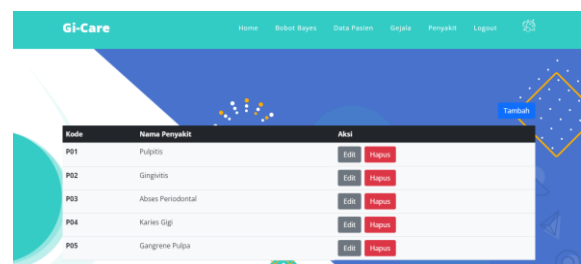 Gi-Care Home Bobot Bayes Data Pasien Gejala Penyakit Logout
Tambah
Kode Nama Penyakit Aksi
P01 Pulpitis Edit Hapus
P02 Gingivitis Edit Hapus
P03 Abses Periodontal Edit Hapus
P04 Karies Gigi Edit Hapus
P05 Gangrene Pulpa Edit Hapus